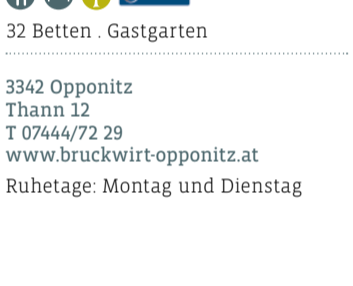 32 Betten . Gastgarten
3342 Opponitz
Thann 12
T 07444/72 29
www.bruckwirt-opponitz.at
Ruhetage: Montag und Dienstag